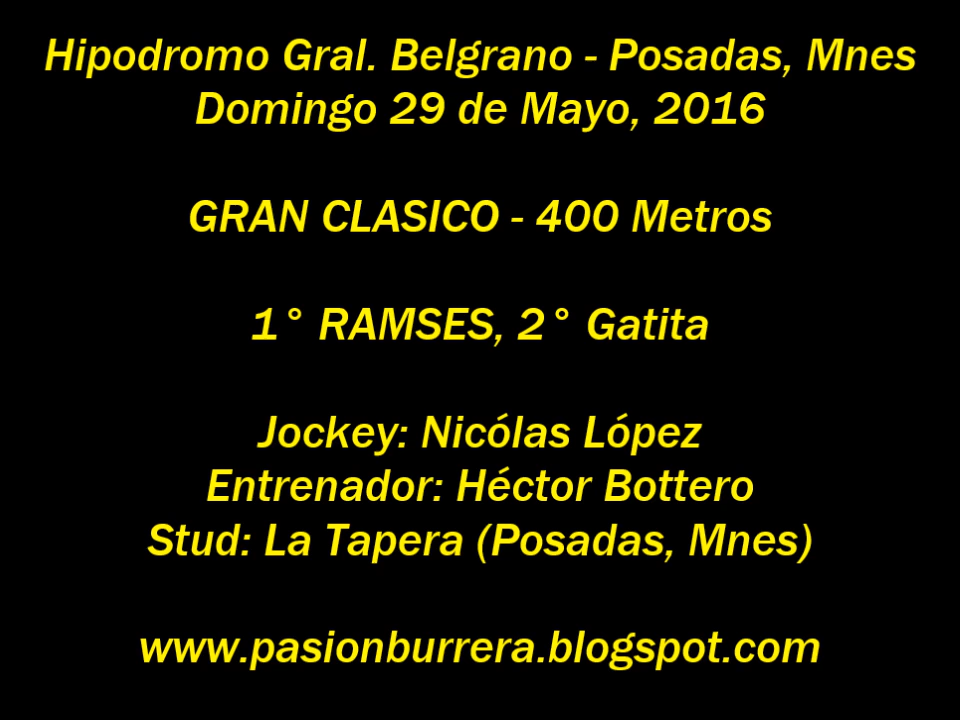 Hipodromo Gral. Belgrano - Posadas, Mnes
Domingo 29 de Mayo, 2016
GRAN CLASICO - 400 Metros
1° RAMSES, 2° Gatita
Jockey: Nicólas López
Entrenador: Héctor Bottero
Stud: La Tapera (Posadas, Mnes)
www.pasionburrera.blogspot.com